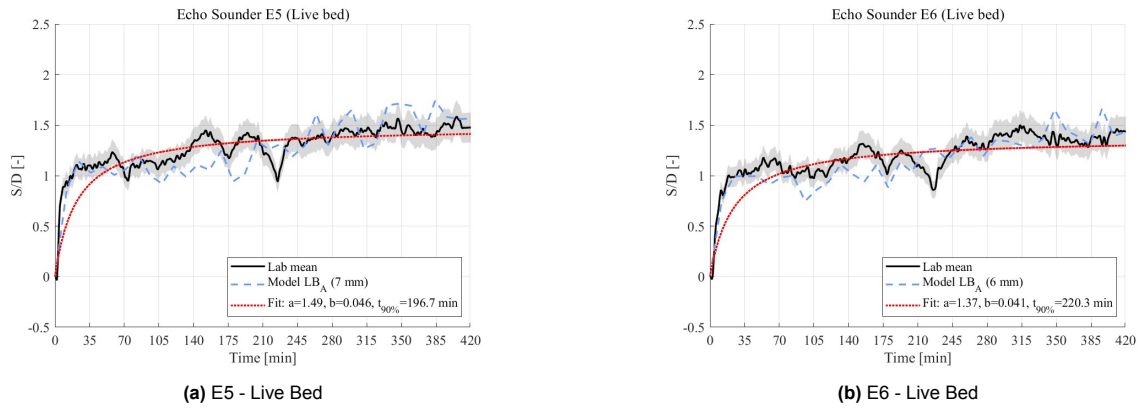 Echo Sounder E5 (Live bed)
2.5
2
1.5
1
0.5
0
-0.5
S/D [-]
Lab mean
Model LB_A (7 mm)
Fit: a=1.49, b=0.046, t_90%=196.7 min
0 35 70 105 140 175 210 245 280 315 345 385 420
Time [min]
(a) E5 - Live Bed
Echo Sounder E6 (Live bed)
2.5
2
1.5
1
0.5
0
-0.5
S/D [-]
Lab mean
Model LB_A (6 mm)
Fit: a=1.37, b=0.041, t_90%=220.3 min
0 35 70 105 140 175 210 245 280 315 345 385 420
Time [min]
(b) E6 - Live Bed